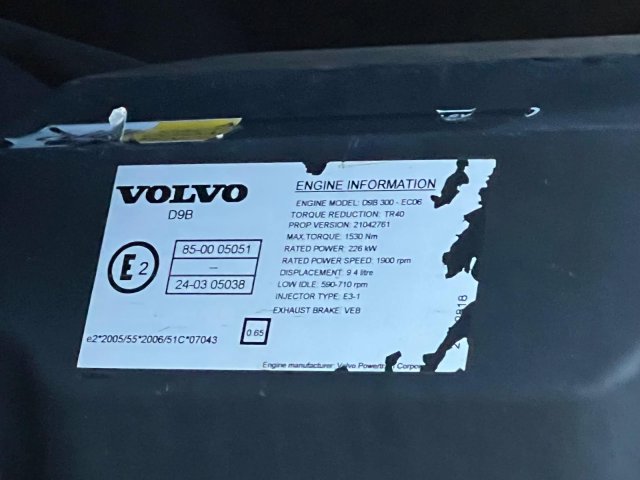 VOLVO
D9B
E2
85-00 05051
–
24-03 05038
0.65
e2*2005/55*2006/51C*07043
ENGINE INFORMATION
ENGINE MODEL: D9B 300 - EC06
TORQUE REDUCTION: TR40
PROP VERSION: 21042761
MAX.TORQUE: 1530 Nm
RATED POWER: 226 kW
RATED POWER SPEED: 1900 rpm
DISPLACEMENT: 9.4 litre
LOW IDLE: 590-710 rpm
INJECTOR TYPE: E3-1
EXHAUST BRAKE: VEB
Engine manufacturer: Volvo